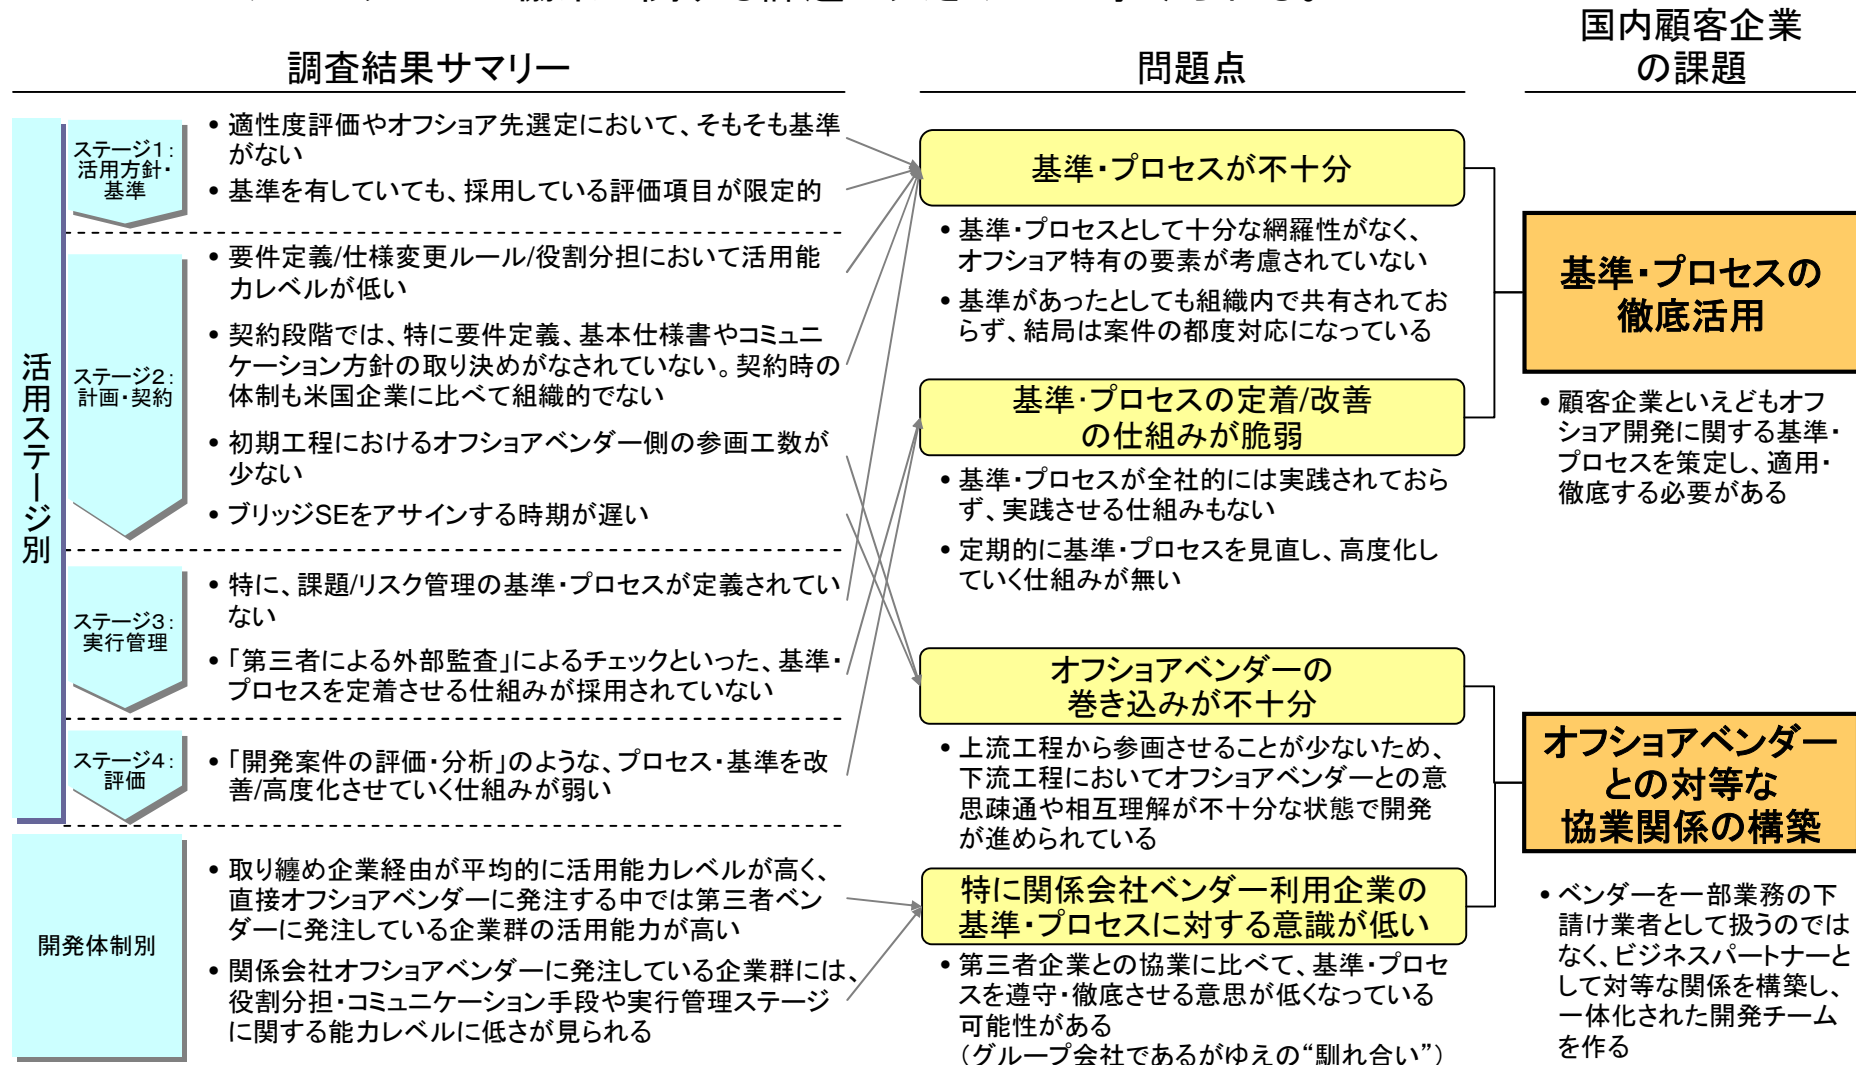 調査結果サマリー
問題点
国内顧客企業
の課題
活用ステージ別
ステージ1：
活用方針・
基準
・適性度評価やオフショア先選定において、そもそも基準
がない
・基準を有していても、採用している評価項目が限定的
ステージ2：
計画・契約
・要件定義/仕様変更ルール/役割分担において活用能
力レベルが低い
・契約段階では、特に要件定義、基本仕様書やコミュニ
ケーション方針の取り決めがなされていない。契約時の
体制も米国企業に比べて組織的でない
・初期工程におけるオフショアベンダー側の参画工数が
少ない
・ブリッジSEをアサインする時期が遅い
ステージ3：
実行管理
・特に、課題/リスク管理の基準・プロセスが定義されてい
ない
・「第三者による外部監査」によるチェックといった、基準・
プロセスを定着させる仕組みが採用されていない
ステージ4：
評価
・「開発案件の評価・分析」のような、プロセス・基準を改
善/高度化させていく仕組みが弱い
開発体制別
・取り纏め企業経由が平均的に活用能力レベルが高く、
直接オフショアベンダーに発注する中では第三者ベン
ダーに発注している企業群の活用能力が高い
・関係会社オフショアベンダーに発注している企業群には、
役割分担・コミュニケーション手段や実行管理ステージ
に関する能力レベルに低さが見られる
基準・プロセスが不十分
・基準・プロセスとして十分な網羅性がなく、
オフショア特有の要素が考慮されていない
・基準があったとしても組織内で共有されてお
らず、結局は案件の都度対応になっている
基準・プロセスの定着/改善
の仕組みが脆弱
・基準・プロセスが全社的には実践されておら
ず、実践させる仕組みもない
・定期的に基準・プロセスを見直し、高度化し
ていく仕組みが無い
オフショアベンダーの
巻き込みが不十分
・上流工程から参画させることが少ないため、
下流工程においてオフショアベンダーとの意
思疎通や相互理解が不十分な状態で開発
が進められている
特に関係会社ベンダー利用企業の
基準・プロセスに対する意識が低い
・第三者企業との協業に比べて、基準・プロセ
スを遵守・徹底させる意思が低くなっている
可能性がある
（グループ会社であるがゆえの“馴れ合い”）
基準・プロセスの
徹底活用
・顧客企業といえどもオフ
ショア開発に関する基準・
プロセスを策定し、適用・
徹底する必要がある
オフショアベンダー
との対等な
協業関係の構築
・ベンダーを一部業務の下
請け業者として扱うのでは
なく、ビジネスパートナーと
して対等な関係を構築し、
一体化された開発チーム
を作る